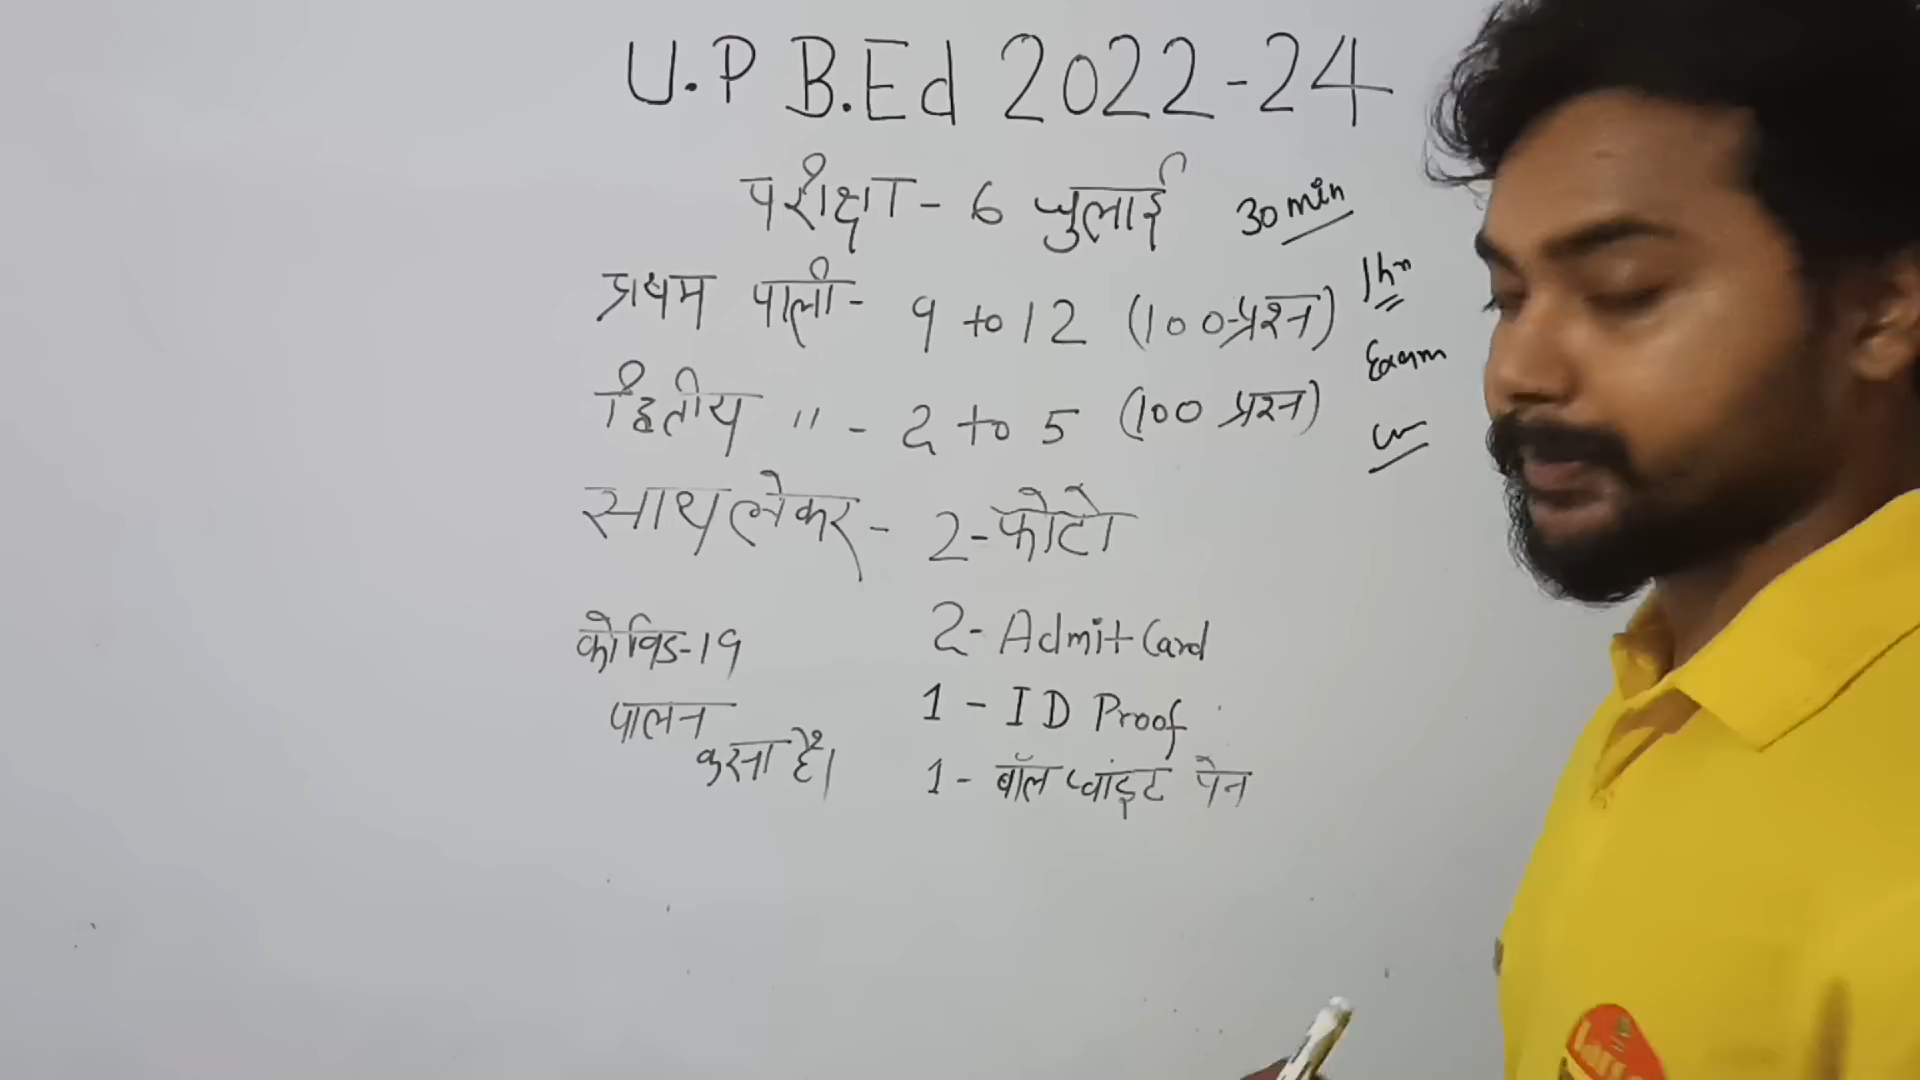 U.P B.Ed 2022-24
परीक्षा - 6 जुलाई
30 min
प्रथम पाली - 9 to 12 (100-प्रश्न)
1hr
Exam
द्वितीय " - 2 to 5 (100 प्रश्न)
साथ लेकर - 2-फोटो
कोविड-19
2- Admit Card
पालन
1 - ID Proof
करना है।
1 - बॉल प्वांइट पेन